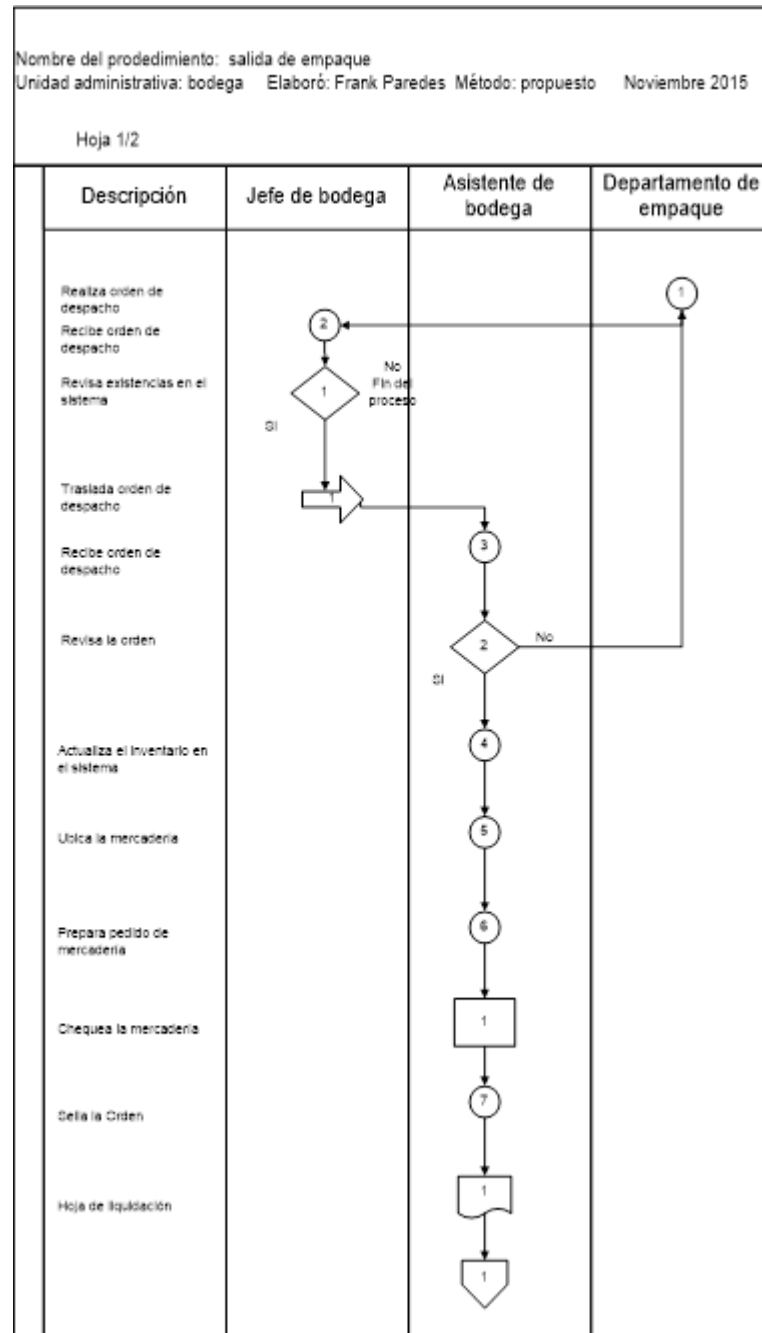 Nombre del prodedimiento: salida de empaque
Unidad administrativa: bodega Elaboró: Frank Paredes Método: propuesto Noviembre 2015
Hoja 1/2
Descripción
Jefe de bodega
Asistente de
bodega
Departamento de
empaque
Realiza orden de
despacho
1
Recibe orden de
despacho
2
Revisa existencias en el
sistema
1
No
Fin del
proceso
SI
Traslada orden de
despacho
1
Recibe orden de
despacho
3
Revisa la orden
2
No
SI
Actualiza el inventario en
el sistema
4
Ubica la mercadería
5
Prepara pedido de
mercadería
6
Chequea la mercadería
1
Sella la Orden
7
Hoja de liquidación
1
1